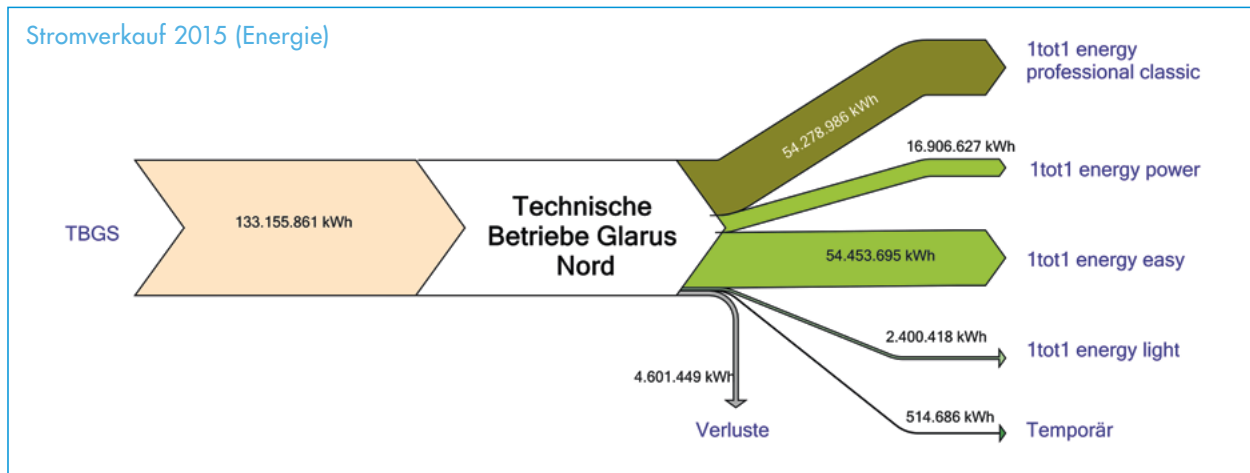 Stromverkauf 2015 (Energie)
1tot1 energy
professional classic
54.278.986 kWh
16.906.627 kWh
1tot1 energy power
TBGS
133.155.861 kWh
Technische
Betriebe Glarus
Nord
54.453.695 kWh
1tot1 energy easy
2.400.418 kWh
1tot1 energy light
4.601.449 kWh
Verluste
514.686 kWh
Temporär